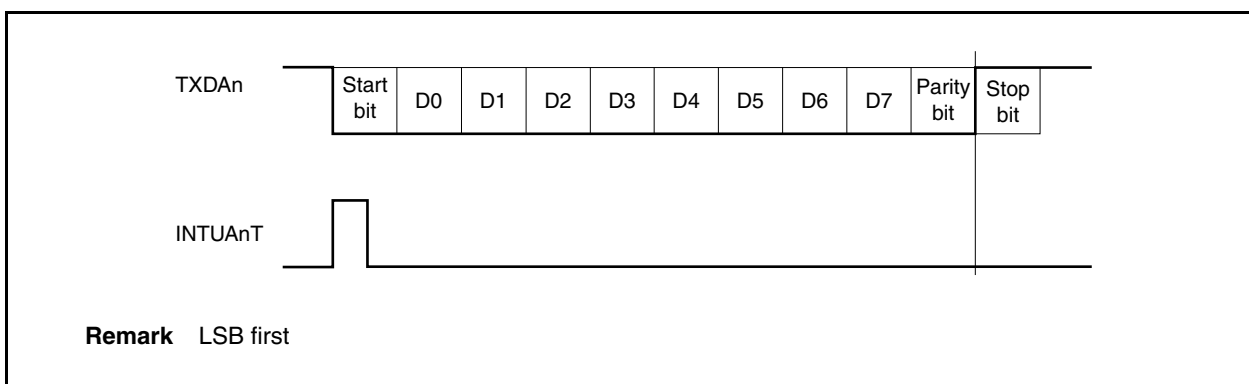 TXDAn
Start bit
D0
D1
D2
D3
D4
D5
D6
D7
Parity bit
Stop bit
INTUAnT
Remark LSB first